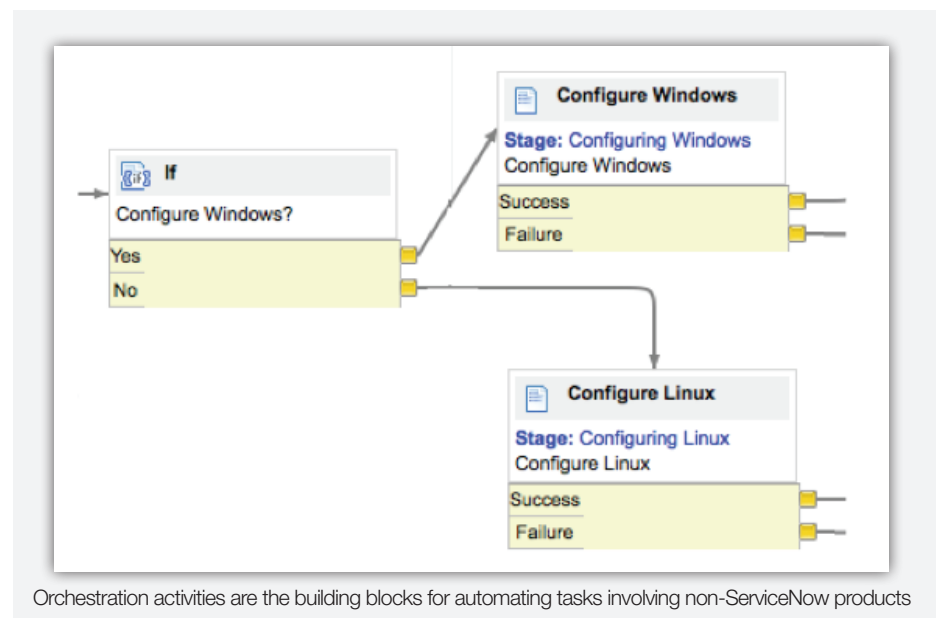 If
Configure Windows?
Yes
No
Configure Windows
Stage: Configuring Windows
Configure Windows
Success
Failure
Configure Linux
Stage: Configuring Linux
Configure Linux
Success
Failure
Orchestration activities are the building blocks for automating tasks involving non-ServiceNow products